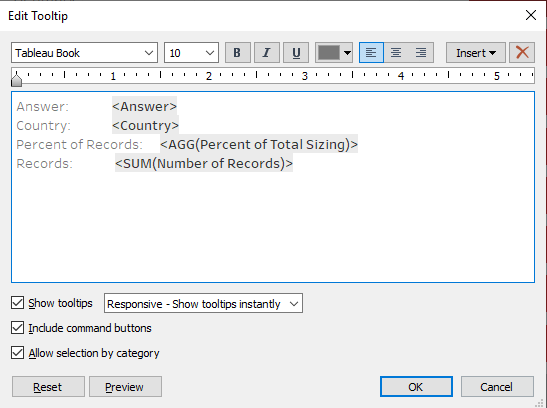 Edit Tooltip
Tableau Book 10 B I U Insert
1 2 3 4 5
Answer: <Answer>
Country: <Country>
Percent of Records: <AGG(Percent of Total Sizing)>
Records: <SUM(Number of Records)>
Show tooltips Responsive - Show tooltips instantly
Include command buttons
Allow selection by category
Reset Preview OK Cancel